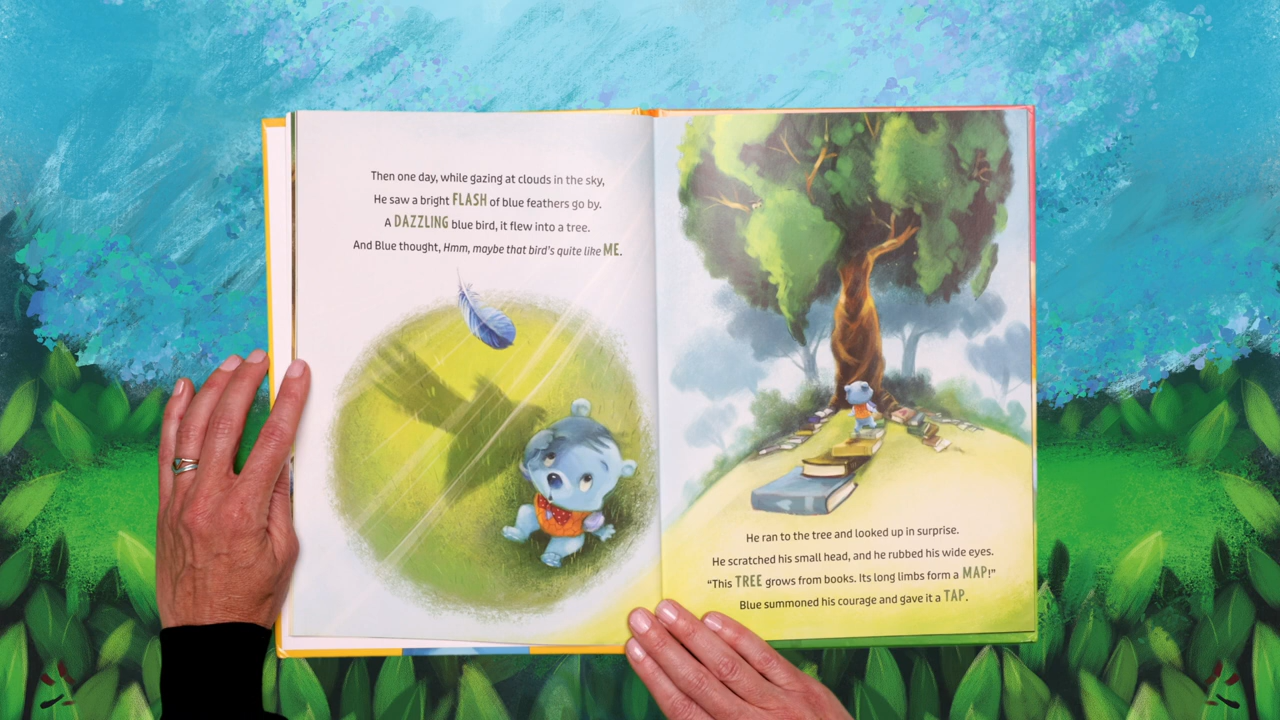 Then one day, while gazing at clouds in the sky,
He saw a bright FLASH of blue feathers go by.
A DAZZLING blue bird, it flew into a tree.
And Blue thought, Hmm, maybe that bird's quite like ME.
He ran to the tree and looked up in surprise.
He scratched his small head, and he rubbed his wide eyes.
“This TREE grows from books. Its long limbs form a MAP!”
Blue summoned his courage and gave it a TAP.